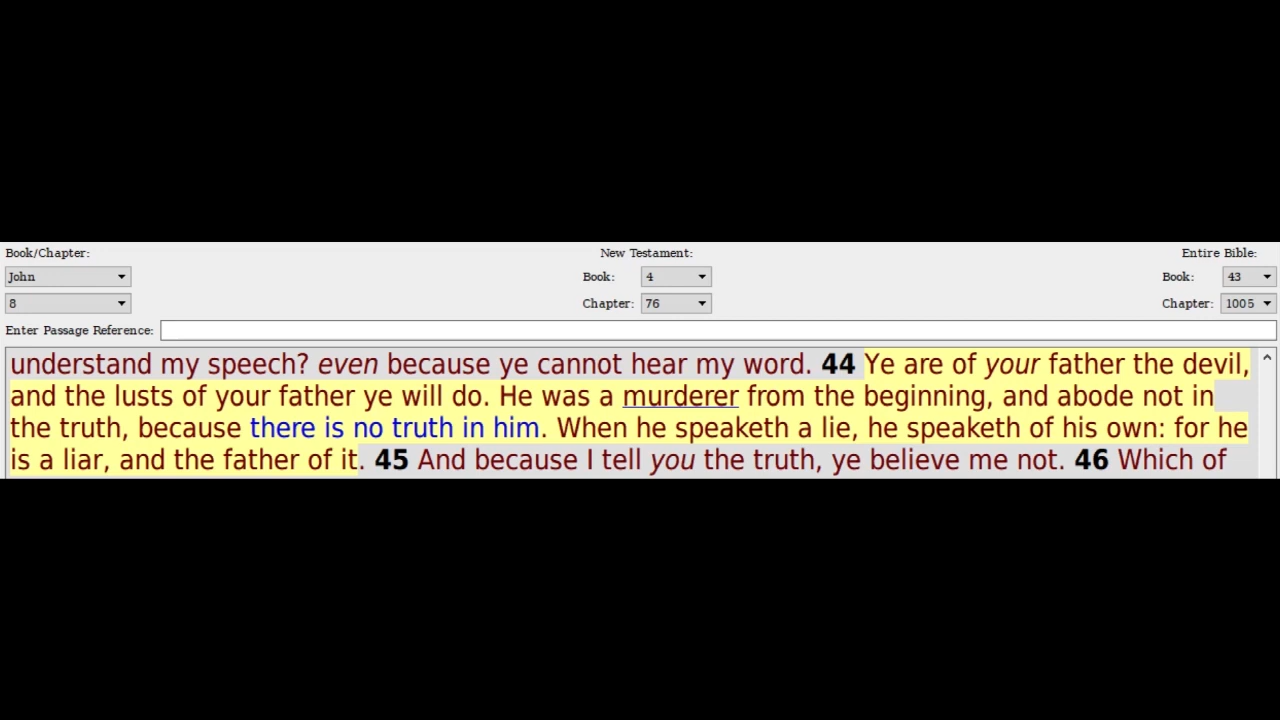 Book/Chapter: New Testament: Entire Bible:
John Book: 4 Book: 43
8 Chapter: 76 Chapter: 1005
Enter Passage Reference:
understand my speech? even because ye cannot hear my word. 44 Ye are of your father the devil,
and the lusts of your father ye will do. He was a murderer from the beginning, and abode not in
the truth, because there is no truth in him. When he speaketh a lie, he speaketh of his own: for he
is a liar, and the father of it. 45 And because I tell you the truth, ye believe me not. 46 Which of